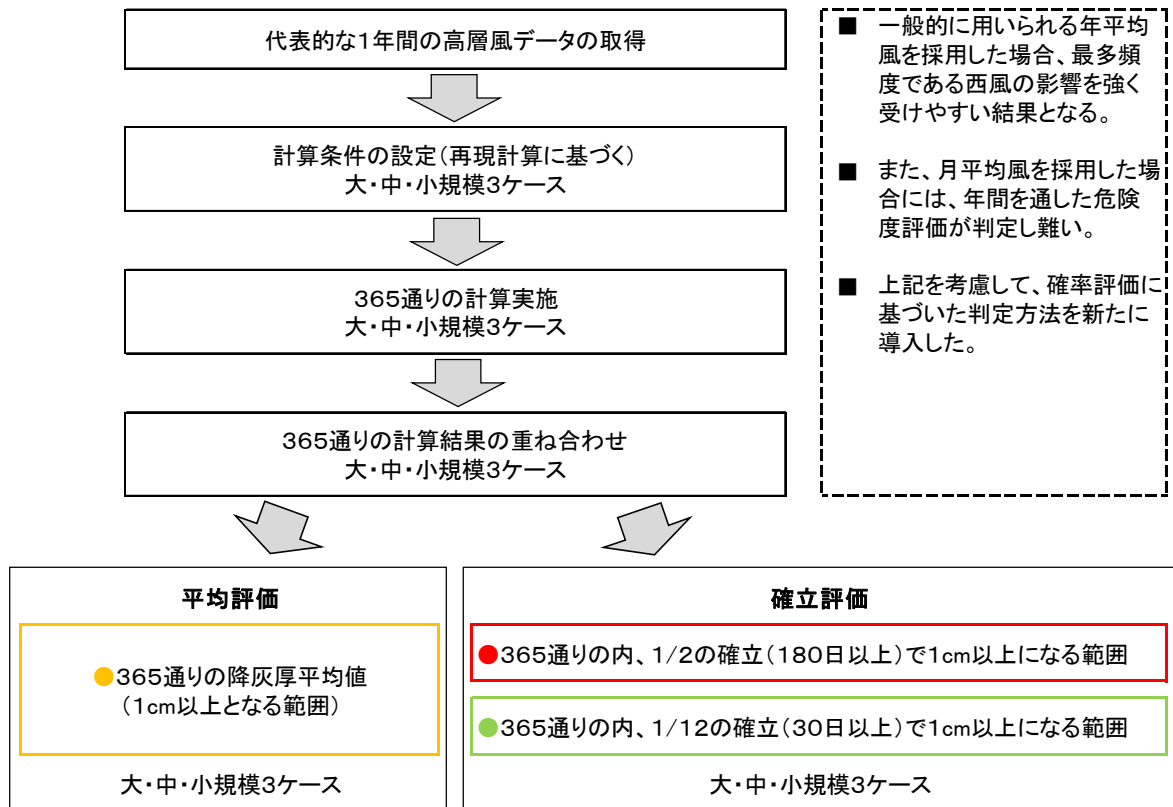 代表的な1年間の高層風データの取得
計算条件の設定(再現計算に基づく)
大・中・小規模3ケース
365通りの計算実施
大・中・小規模3ケース
365通りの計算結果の重ね合わせ
大・中・小規模3ケース
■ 一般的に用いられる年平均
風を採用した場合、最多頻
度である西風の影響を強く
受けやすい結果となる。
■ また、月平均風を採用した場
合には、年間を通した危険
度評価が判定し難い。
■ 上記を考慮して、確率評価に
基づいた判定方法を新たに
導入した。
平均評価
●365通りの降灰厚平均値
(1cm以上となる範囲)
大・中・小規模3ケース
確立評価
●365通りの内、1/2の確立(180日以上)で1cm以上になる範囲
●365通りの内、1/12の確立(30日以上)で1cm以上になる範囲
大・中・小規模3ケース